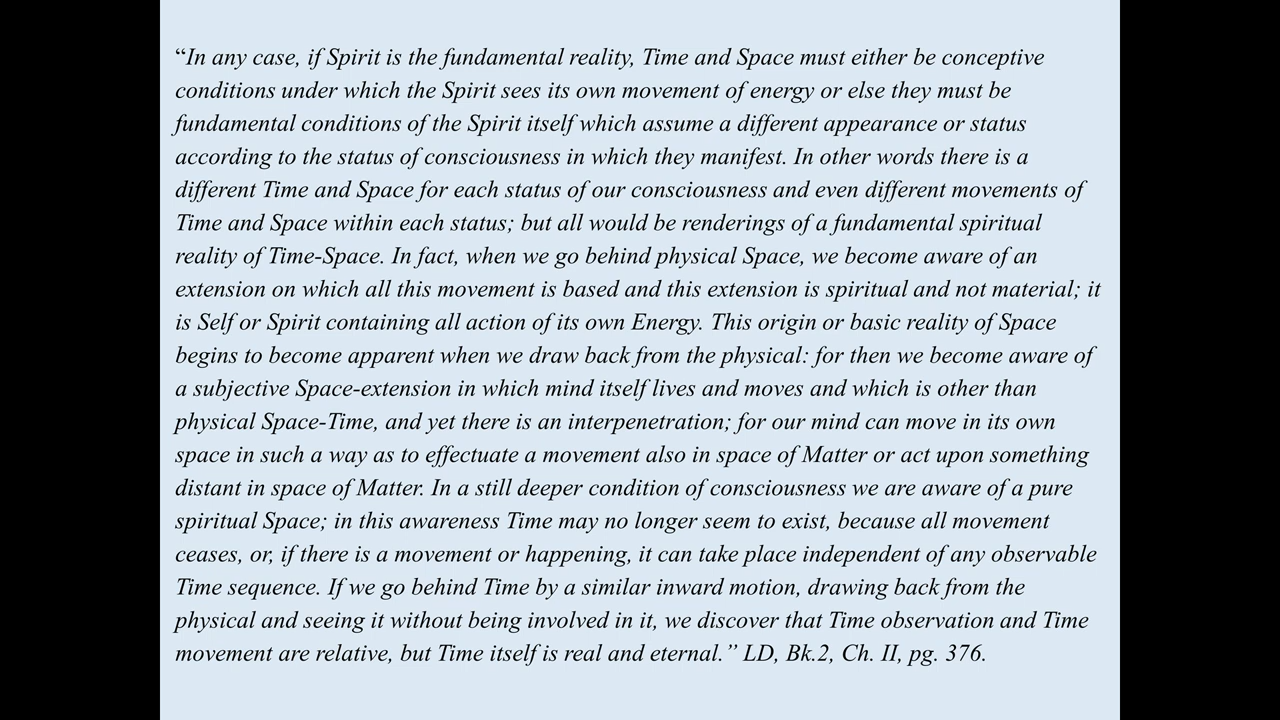 “In any case, if Spirit is the fundamental reality, Time and Space must either be conceptive
conditions under which the Spirit sees its own movement of energy or else they must be
fundamental conditions of the Spirit itself which assume a different appearance or status
according to the status of consciousness in which they manifest. In other words there is a
different Time and Space for each status of our consciousness and even different movements of
Time and Space within each status; but all would be renderings of a fundamental spiritual
reality of Time-Space. In fact, when we go behind physical Space, we become aware of an
extension on which all this movement is based and this extension is spiritual and not material; it
is Self or Spirit containing all action of its own Energy. This origin or basic reality of Space
begins to become apparent when we draw back from the physical: for then we become aware of
a subjective Space-extension in which mind itself lives and moves and which is other than
physical Space-Time, and yet there is an interpenetration; for our mind can move in its own
space in such a way as to effectuate a movement also in space of Matter or act upon something
distant in space of Matter. In a still deeper condition of consciousness we are aware of a pure
spiritual Space; in this awareness Time may no longer seem to exist, because all movement
ceases, or, if there is a movement or happening, it can take place independent of any observable
Time sequence. If we go behind Time by a similar inward motion, drawing back from the
physical and seeing it without being involved in it, we discover that Time observation and Time
movement are relative, but Time itself is real and eternal.” LD, Bk.2, Ch. II, pg. 376.